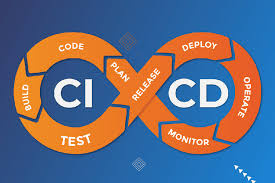 CODE
BUILD
CI
TEST
PLAN
RELEASE
DEPLOY
CD
OPERATE
MONITOR